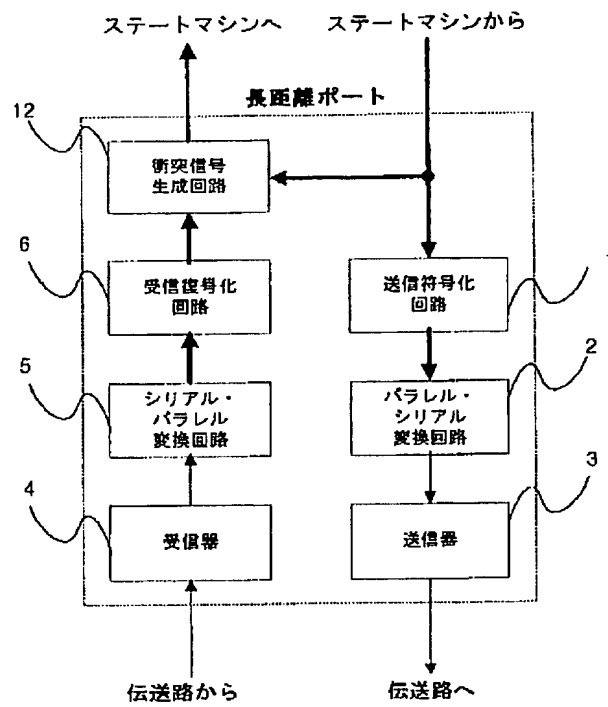 ステートマシンへ
ステートマシンから
長距離ポート
12
衝突信号
生成回路
6
受信復号化
回路
送信符号化
回路
1
5
シリアル・
パラレル
変換回路
パラレル・
シリアル
変換回路
2
4
受信器
送信器
3
伝送路から
伝送路へ